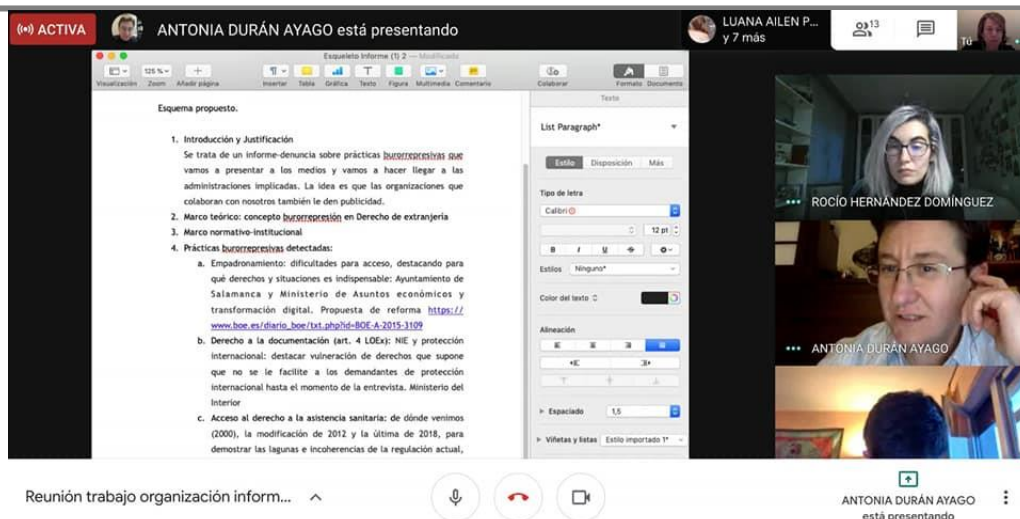 ACTIVA
ANTONIA DURÁN AYAGO está presentando
LUANA AILEN P...
y 7 más
13
Tú
Esqueleto Informe (1) 2 — Modificado
125 %
Visualización Zoom Añadir página Insertar Tabla Gráfica Texto Figura Multimedia Comentario Colaborar Formato Documento
Esquema propuesto.
1. Introducción y Justificación
Se trata de un informe-denuncia sobre prácticas burorrepresivas que
vamos a presentar a los medios y vamos a hacer llegar a las
administraciones implicadas. La idea es que las organizaciones que
colaboran con nosotros también le den publicidad.
2. Marco teórico: concepto burorrepresión en Derecho de extranjería
3. Marco normativo-institucional
4. Prácticas burorrepresivas detectadas:
a. Empadronamiento: dificultades para acceso, destacando para
qué derechos y situaciones es indispensable: Ayuntamiento de
Salamanca y Ministerio de Asuntos económicos y
transformación digital. Propuesta de reforma https://
www.boe.es/diario_boe/txt.php?id=BOE-A-2015-3109
b. Derecho a la documentación (art. 4 LOEx): NIE y protección
internacional: destacar vulneración de derechos que supone
que no se le facilite a los demandantes de protección
internacional hasta el momento de la entrevista. Ministerio del
Interior
c. Acceso al derecho a la asistencia sanitaria: de dónde venimos
(2000), la modificación de 2012 y la última de 2018, para
demostrar las lagunas e incoherencias de la regulación actual,
Texto
List Paragraph*
Estilo Disposición Más
Tipo de letra
Calibri
12 pt
B I U S
Estilos Ninguno*
Color del texto
Alineación
Espaciado 1,5
Viñetas y listas Estilo importado 1*
ROCÍO HERNÁNDEZ DOMÍNGUEZ
ANTONIA DURÁN AYAGO
Reunión trabajo organización inform...
ANTONIA DURÁN AYAGO
está presentando